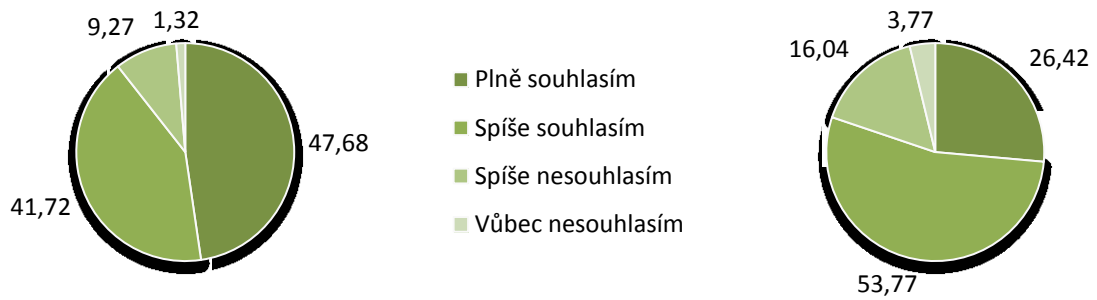 9,27
1,32
47,68
41,72
Plně souhlasím
Spíše souhlasím
Spíše nesouhlasím
Vůbec nesouhlasím
3,77
16,04
26,42
53,77